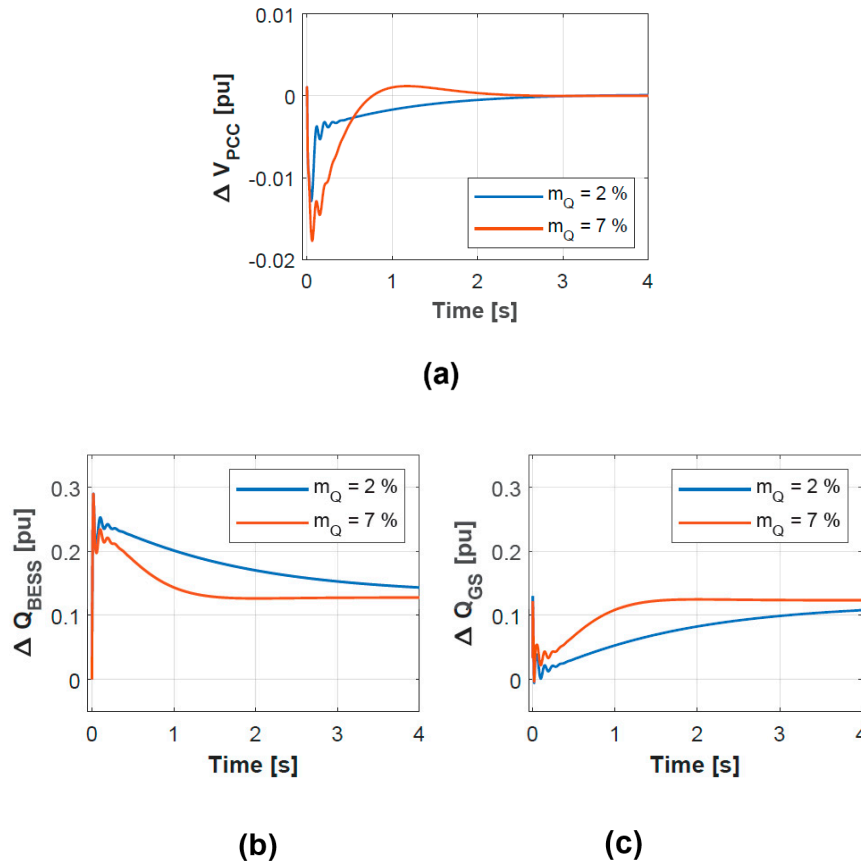 0.01
0
-0.01
-0.02
Δ V_PCC [pu]
m_Q = 2 %
m_Q = 7 %
0 1 2 3 4
Time [s]
(a)
0.3
0.2
0.1
0
Δ Q_BESS [pu]
m_Q = 2 %
m_Q = 7 %
0 1 2 3 4
Time [s]
(b)
0.3
0.2
0.1
0
Δ Q_GS [pu]
m_Q = 2 %
m_Q = 7 %
0 1 2 3 4
Time [s]
(c)